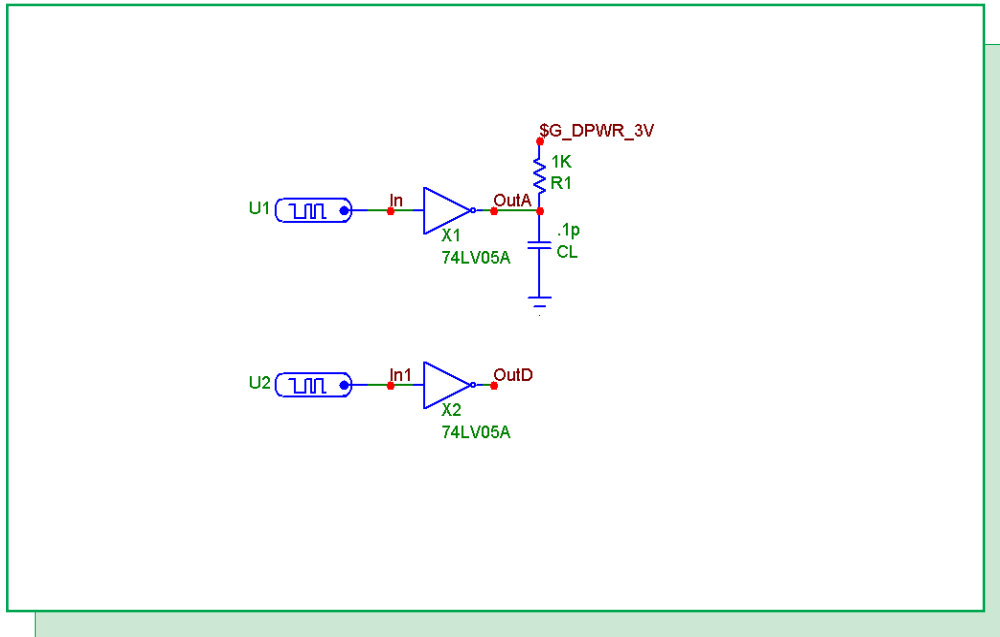 $G_DPWR_3V
1K
R1
U1
In
OutA
X1
74LV05A
.1p
CL
U2
In1
OutD
X2
74LV05A